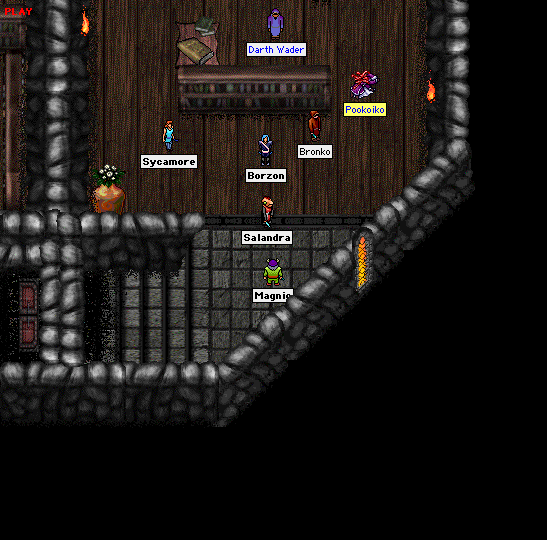 PLAY
Darth Wader
Pookoiko
Bronko
Sycamore
Borzon
Salandra
Magnio